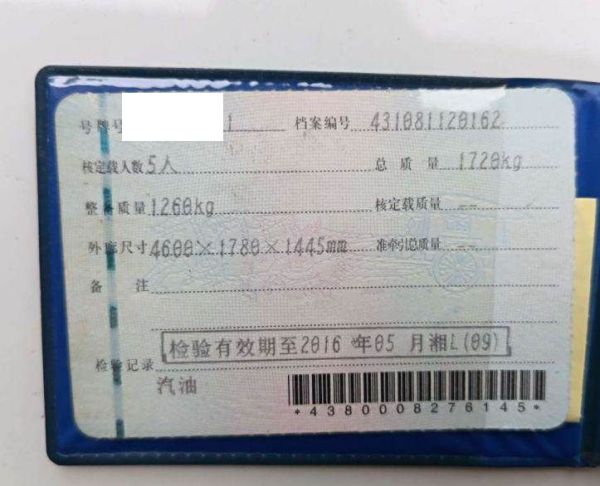 号牌号 1 档案编号 431081120162
核定载人数 5人 总质量 1720kg
整备质量 1260kg 核定载质量 --
外廓尺寸 4600×1780×1445mm 准牵引总质量 --
备注
检验有效期至2016年05月湘L(09)
检验记录
汽油
*4380008276145*